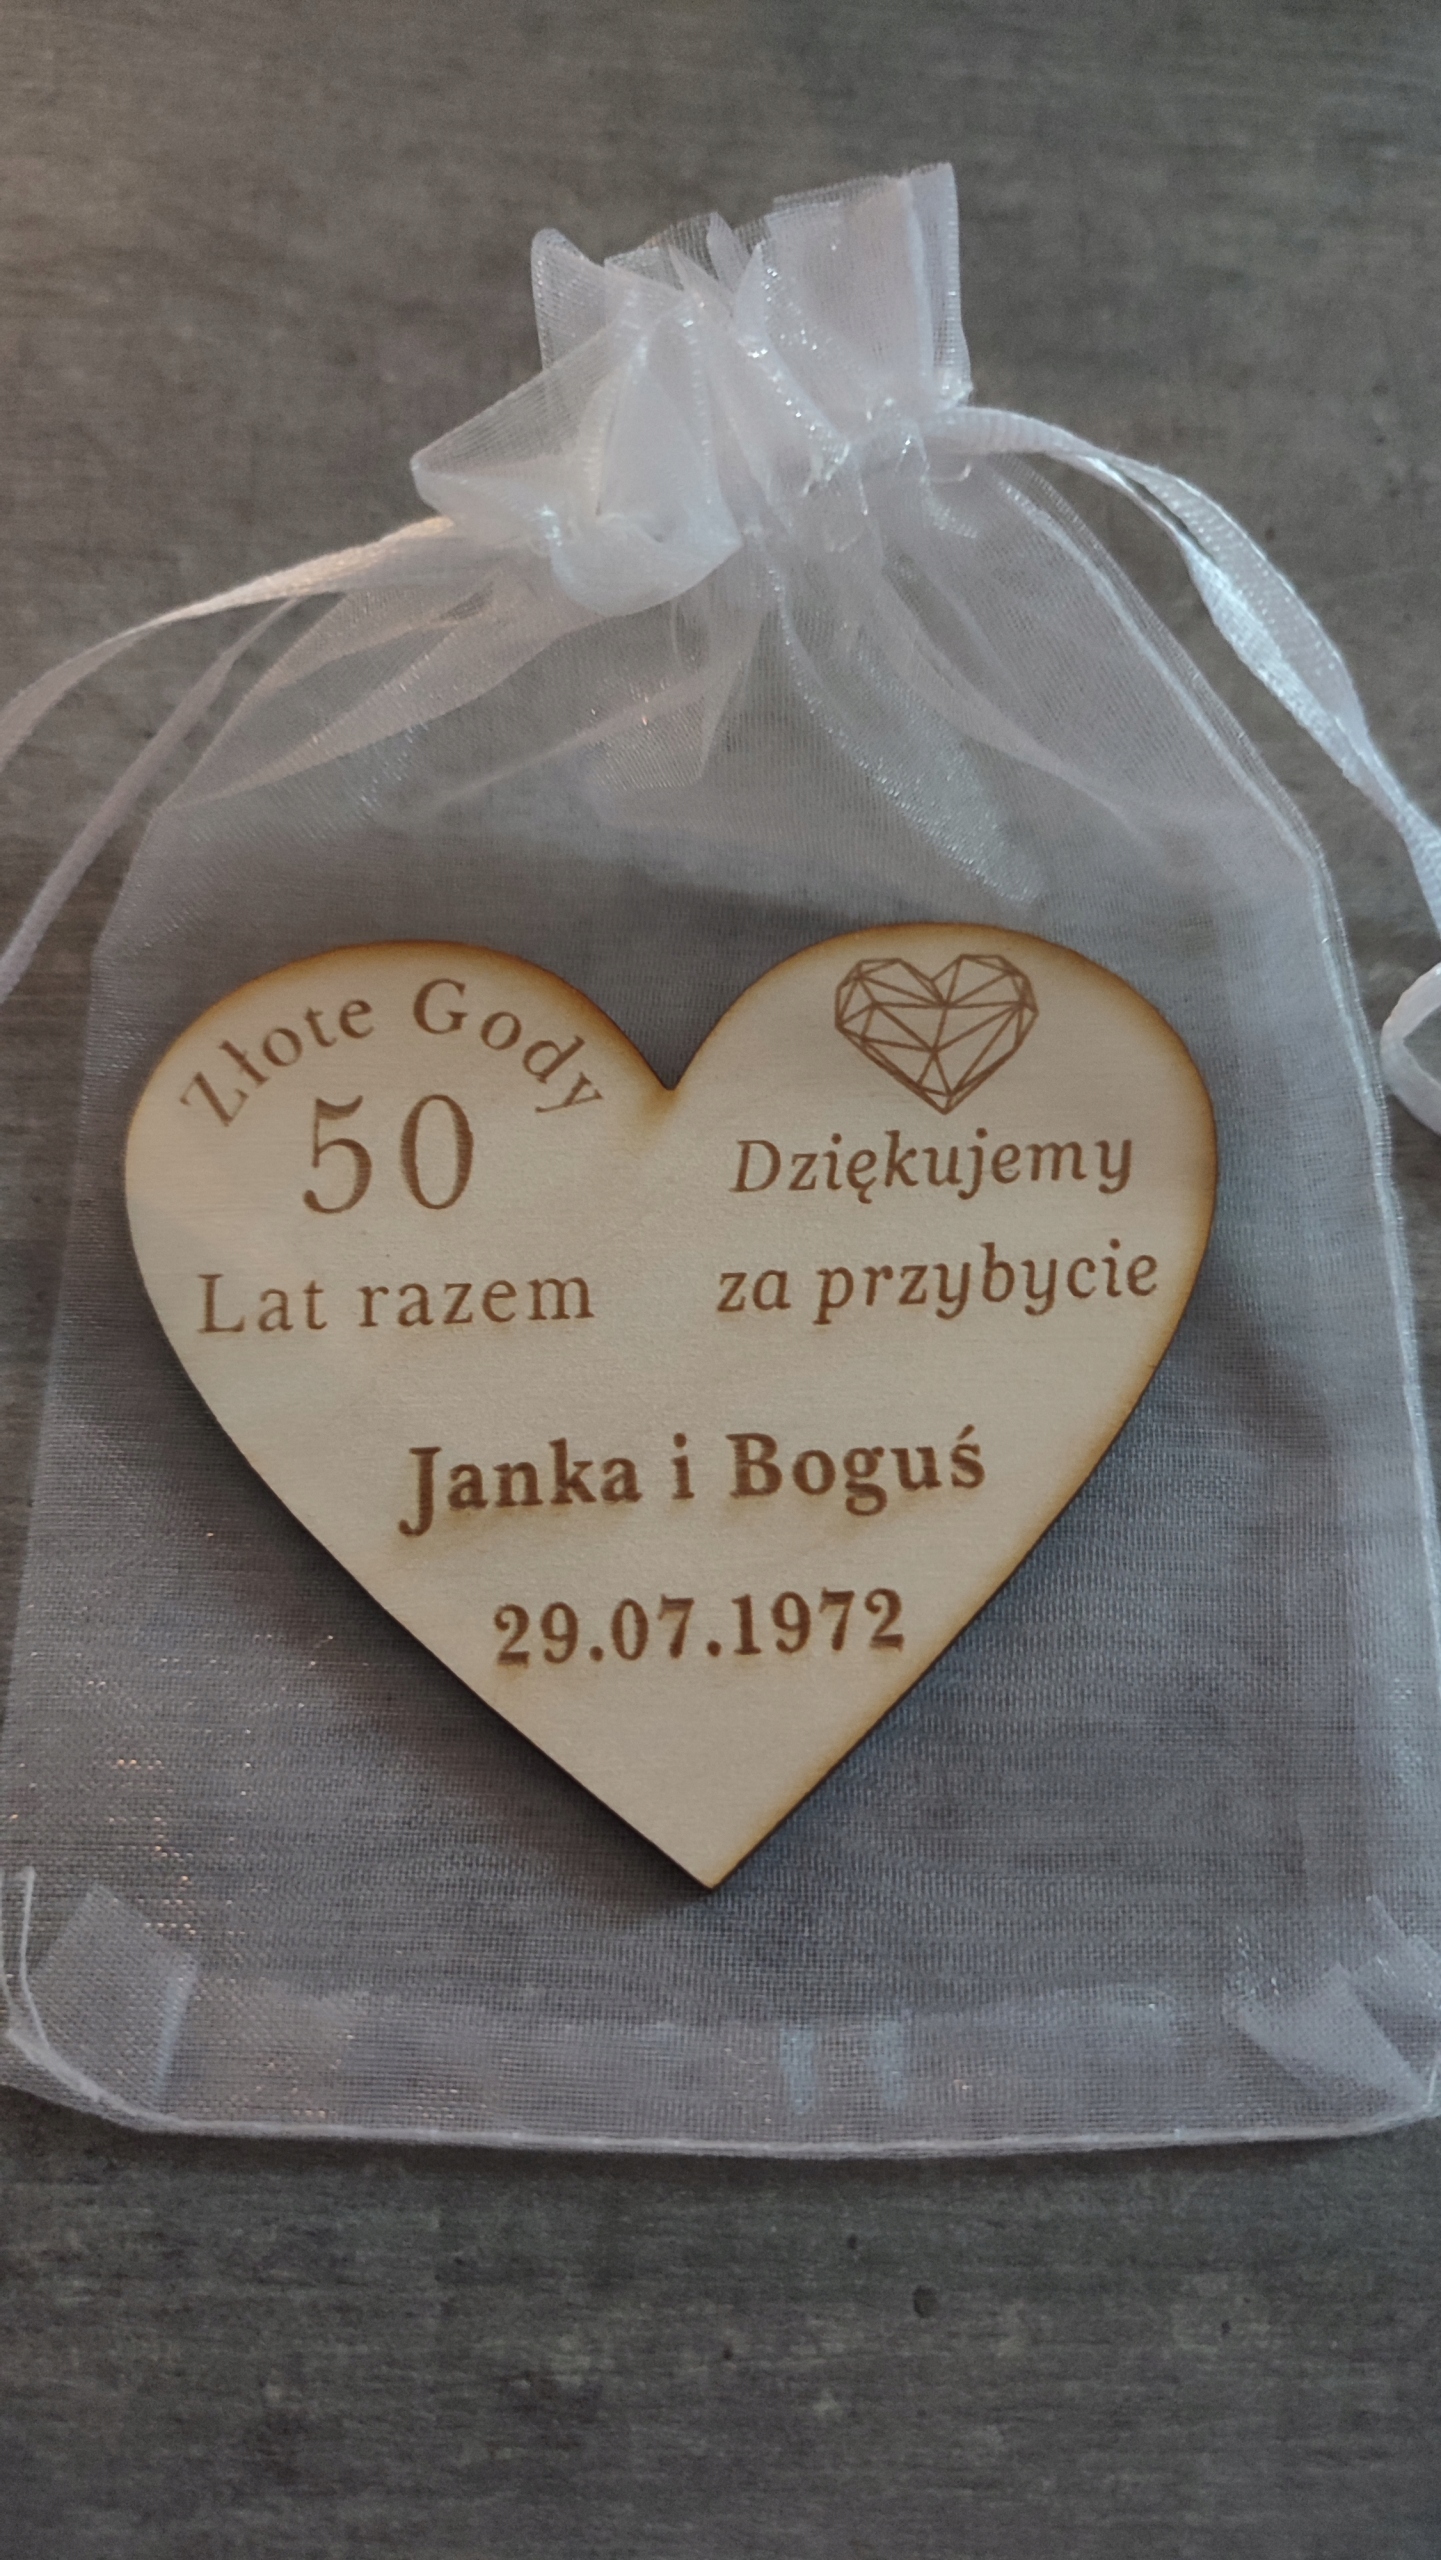 Złote Gody
50
Lat razem
Dziękujemy
za przybycie
Janka i Boguś
29.07.1972